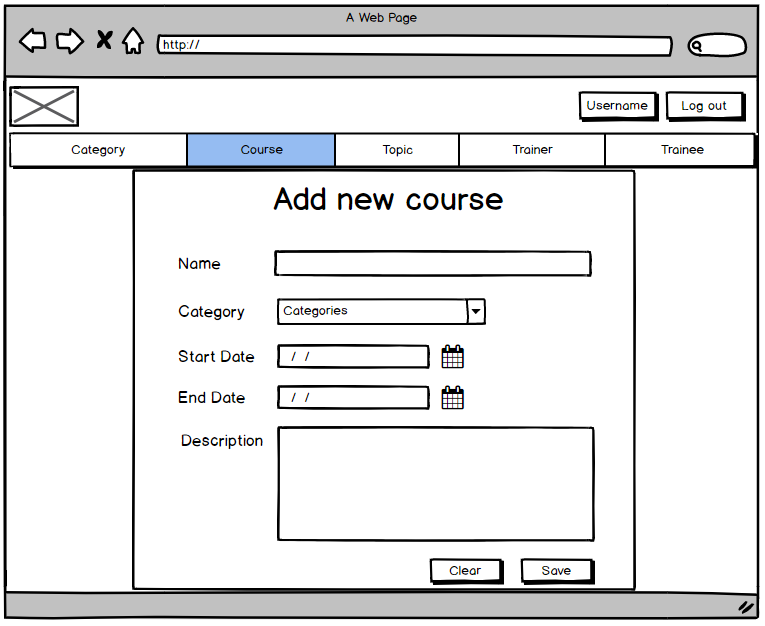 A Web Page
http://
Username
Log out
Category
Course
Topic
Trainer
Trainee
Add new course
Name
Category
Categories
Start Date
/ /
End Date
/ /
Description
Clear
Save